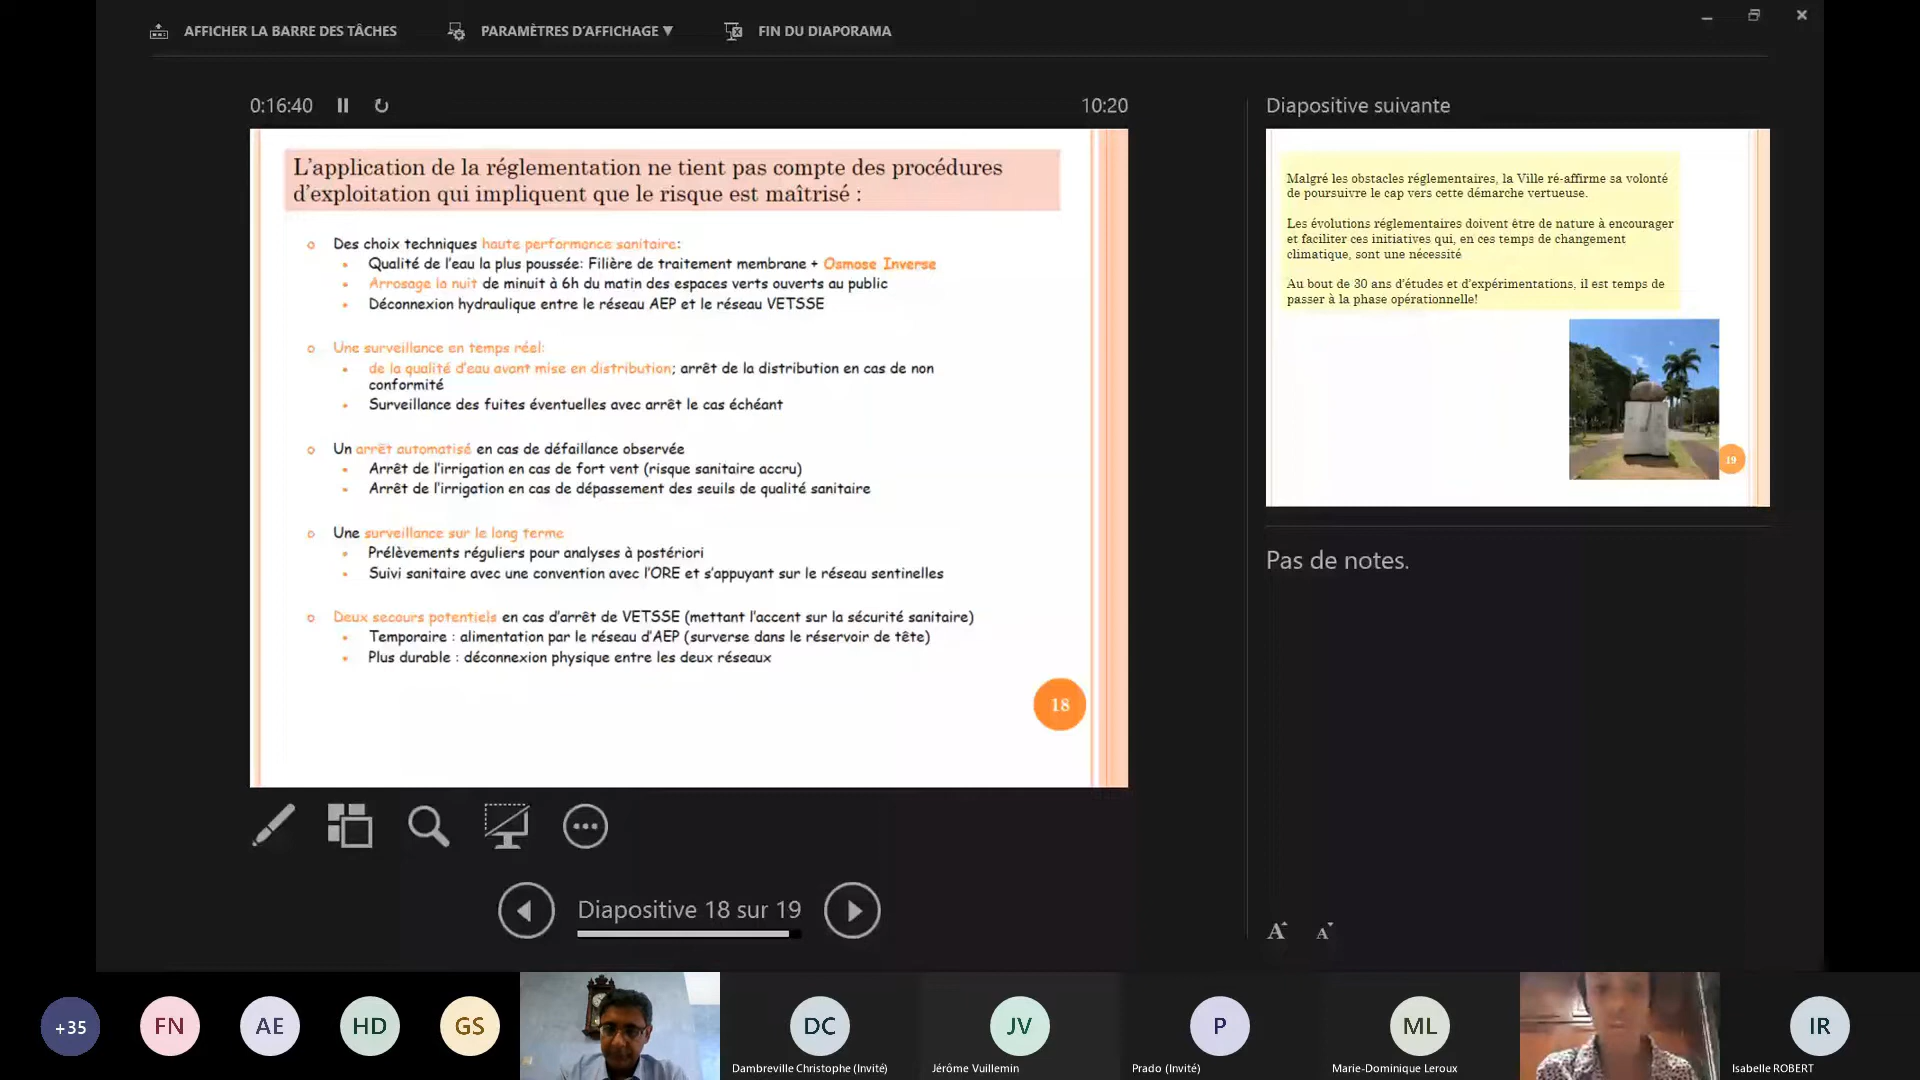 AFFICHER LA BARRE DES TÂCHES
PARAMÈTRES D'AFFICHAGE ▼
FIN DU DIAPORAMA
0:16:40
10:20
L'application de la réglementation ne tient pas compte des procédures
d'exploitation qui impliquent que le risque est maîtrisé :
Des choix techniques haute performance sanitaire:
Qualité de l'eau la plus poussée: Filière de traitement membrane + Osmose Inverse
Arrosage la nuit de minuit à 6h du matin des espaces verts ouverts au public
Déconnexion hydraulique entre le réseau AEP et le réseau VETSSE
Une surveillance en temps réel:
de la qualité d'eau avant mise en distribution; arrêt de la distribution en cas de non
conformité
Surveillance des fuites éventuelles avec arrêt le cas échéant
Un arrêt automatisé en cas de défaillance observée
Arrêt de l'irrigation en cas de fort vent (risque sanitaire accru)
Arrêt de l'irrigation en cas de dépassement des seuils de qualité sanitaire
Une surveillance sur le long terme
Prélèvements réguliers pour analyses à postériori
Suivi sanitaire avec une convention avec l'ORE et s'appuyant sur le réseau sentinelles
Deux secours potentiels en cas d'arrêt de VETSSE (mettant l'accent sur la sécurité sanitaire)
Temporaire : alimentation par le réseau d'AEP (surverse dans le réservoir de tête)
Plus durable : déconnexion physique entre les deux réseaux
18
Diapositive 18 sur 19
Diapositive suivante
Malgré les obstacles réglementaires, la Ville ré-affirme sa volonté
de poursuivre le cap vers cette démarche vertueuse.
Les évolutions réglementaires doivent être de nature à encourager
et faciliter ces initiatives qui, en ces temps de changement
climatique, sont une nécessité
Au bout de 30 ans d'études et d'expérimentations, il est temps de
passer à la phase opérationnelle!
19
Pas de notes.
A A
+35
FN
AE
HD
GS
DC
Dambreville Christophe (Invité)
JV
Jérôme Vuillemin
P
Prado (Invité)
ML
Marie-Dominique Leroux
IR
Isabelle ROBERT